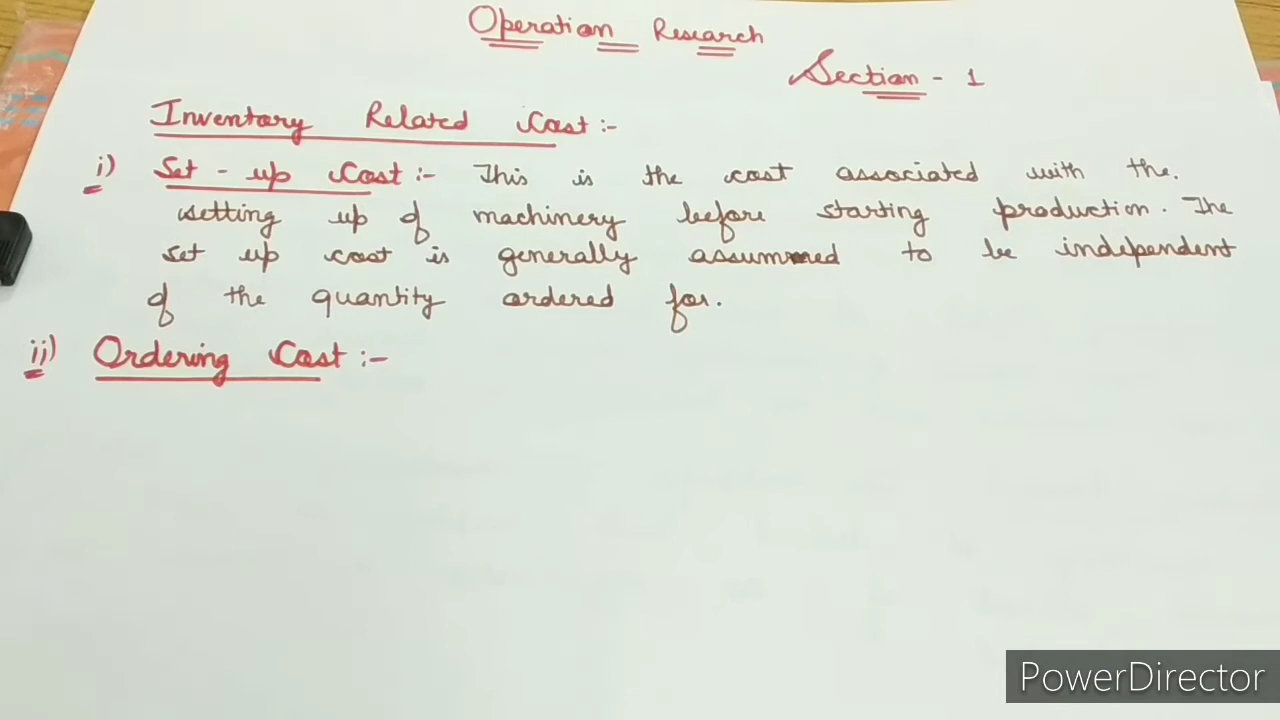 Operation Research
Section - 1
Inventory Related Cost :-
i) Set - up Cost :- This is the cost associated with the.
setting up of machinery before starting production. The
set up cost is generally assummed to be independent
of the quantity ordered for.
ii) Ordering Cost :-
PowerDirector